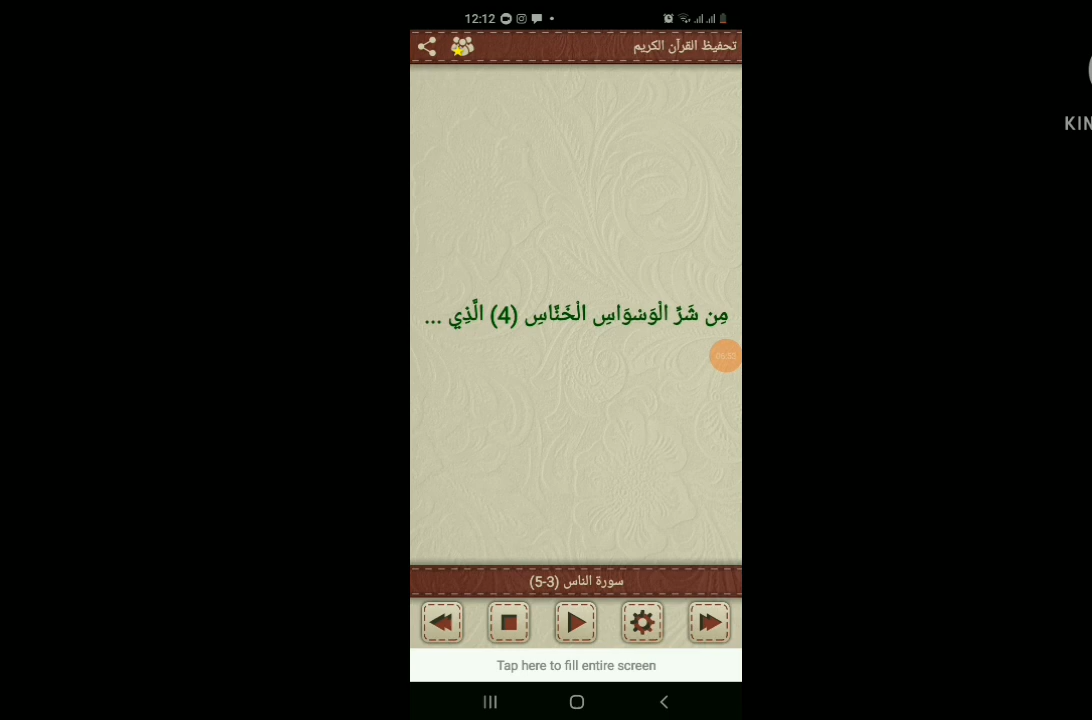 12:12
تحفيظ القرآن الكريم
KIN
مِن شَرِّ الْوَسْوَاسِ الْخَنَّاسِ (4) الَّذِي ...
سورة الناس (3-5)
Tap here to fill entire screen